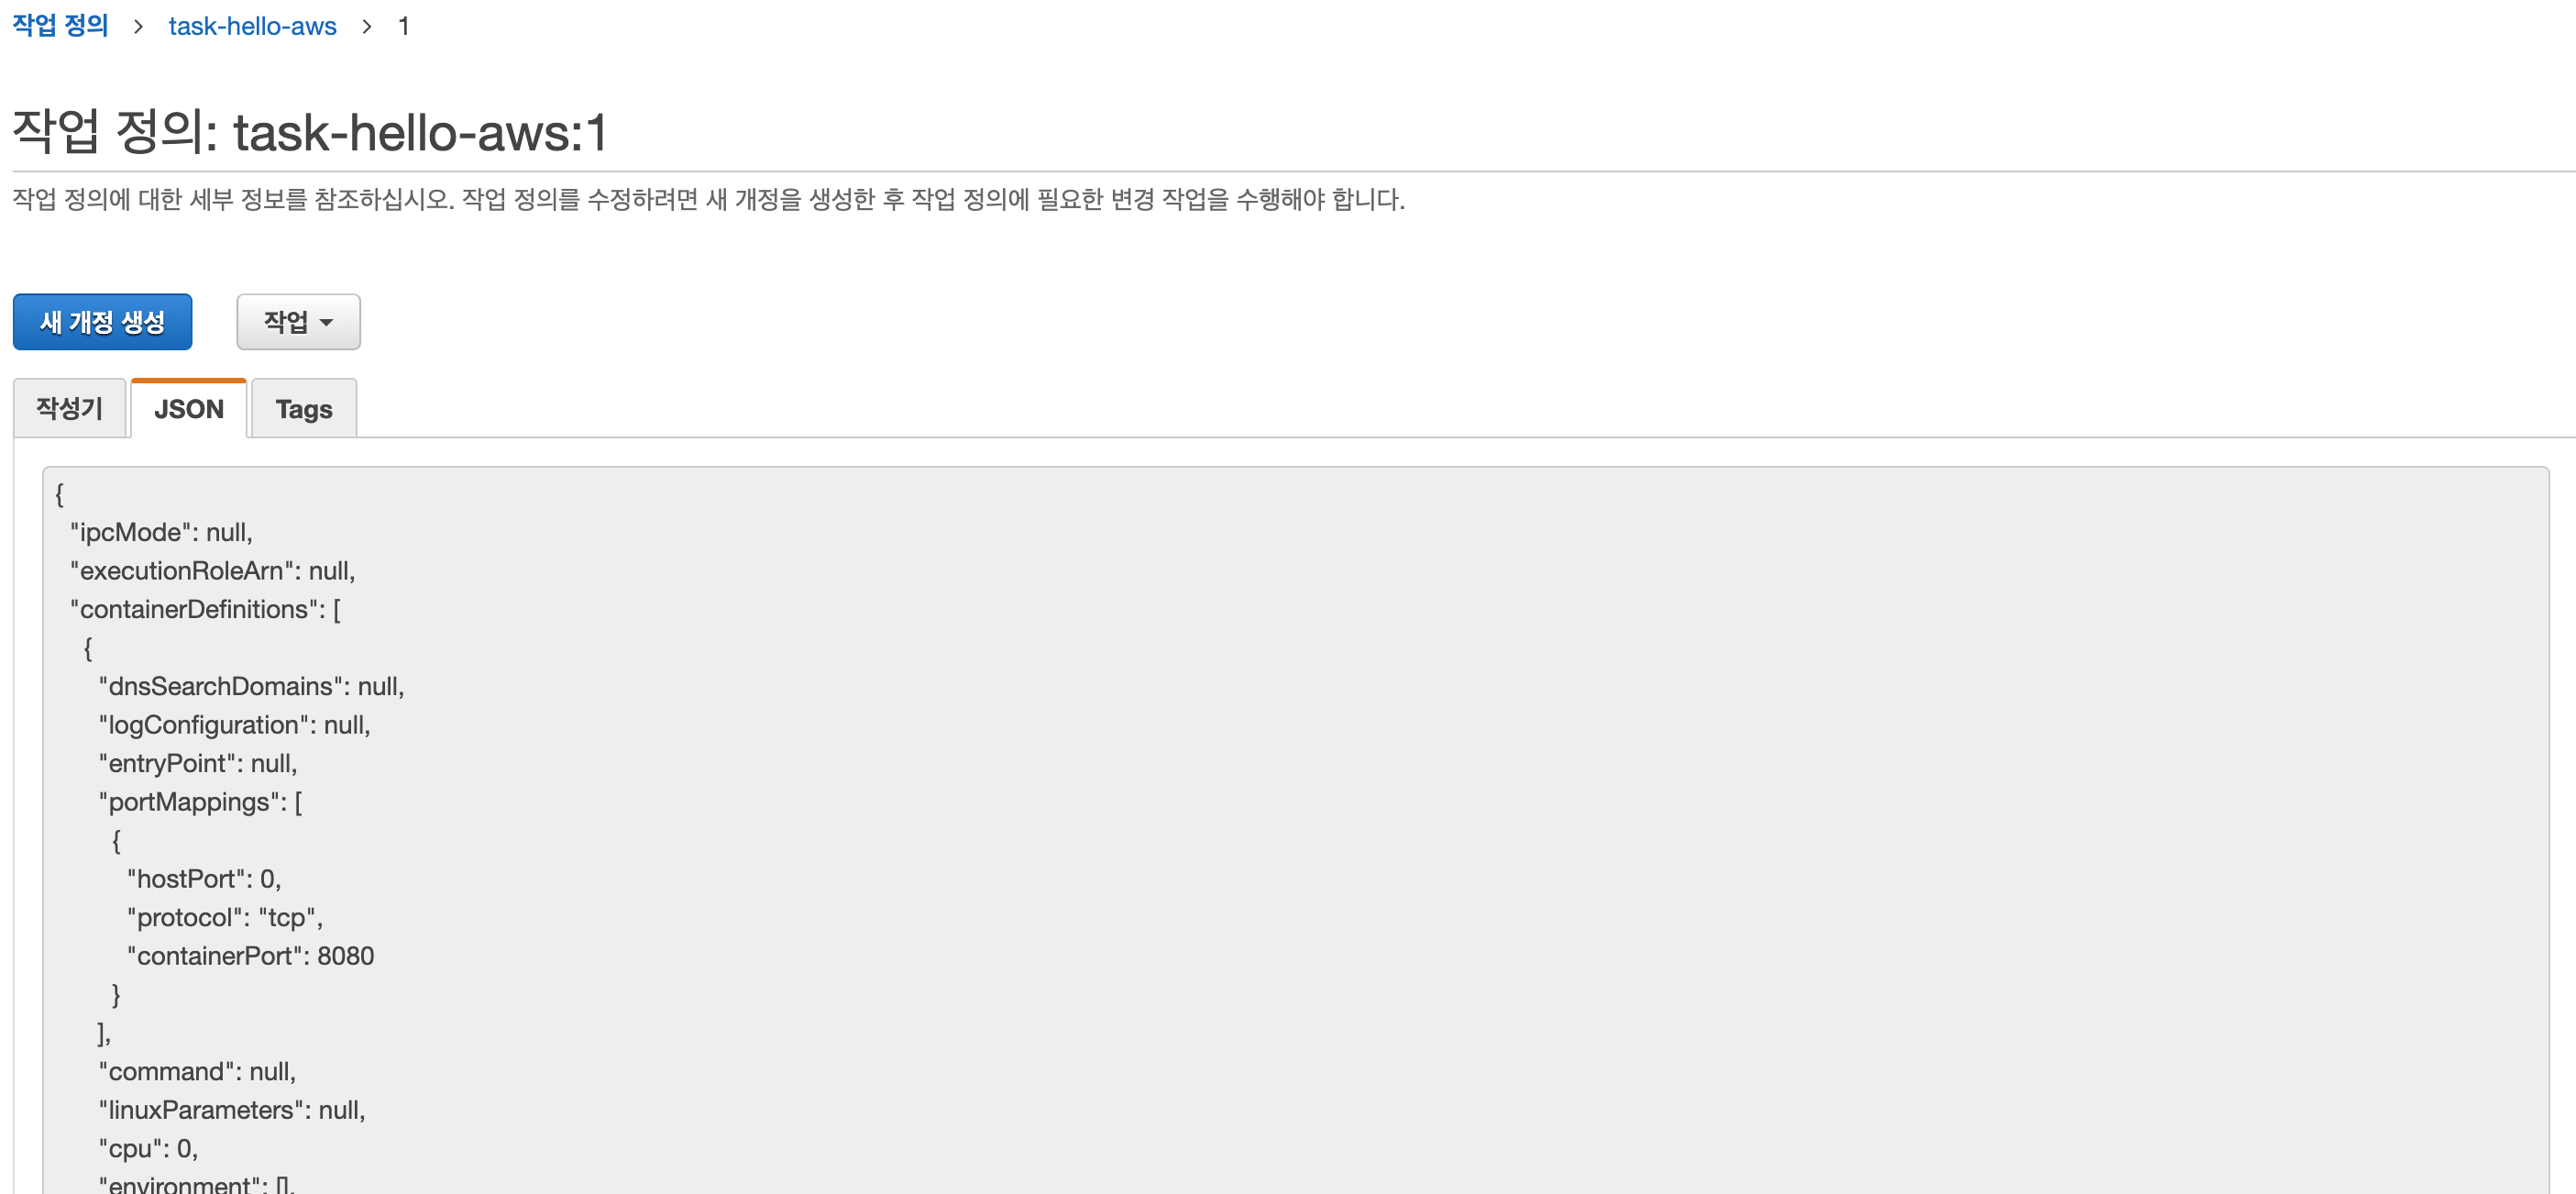 작업 정의 > task-hello-aws > 1
작업 정의: task-hello-aws:1
작업 정의에 대한 세부 정보를 참조하십시오. 작업 정의를 수정하려면 새 개정을 생성한 후 작업 정의에 필요한 변경 작업을 수행해야 합니다.
새 개정 생성 작업
작성기 JSON Tags
{
"ipcMode": null,
"executionRoleArn": null,
"containerDefinitions": [
{
"dnsSearchDomains": null,
"logConfiguration": null,
"entryPoint": null,
"portMappings": [
{
"hostPort": 0,
"protocol": "tcp",
"containerPort": 8080
}
],
"command": null,
"linuxParameters": null,
"cpu": 0,
"environment": [],